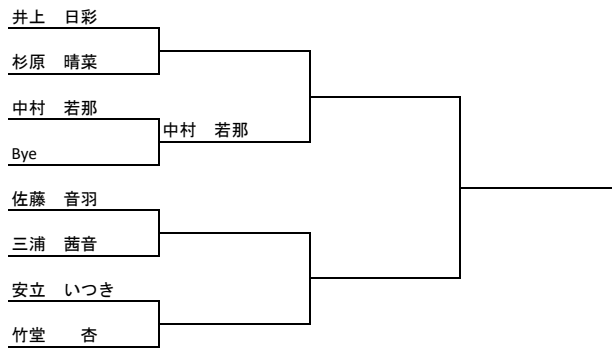 井上　日彩
杉原　晴菜
中村　若那
中村　若那
Bye
佐藤　音羽
三浦　茜音
安立　いつき
竹堂　　杏